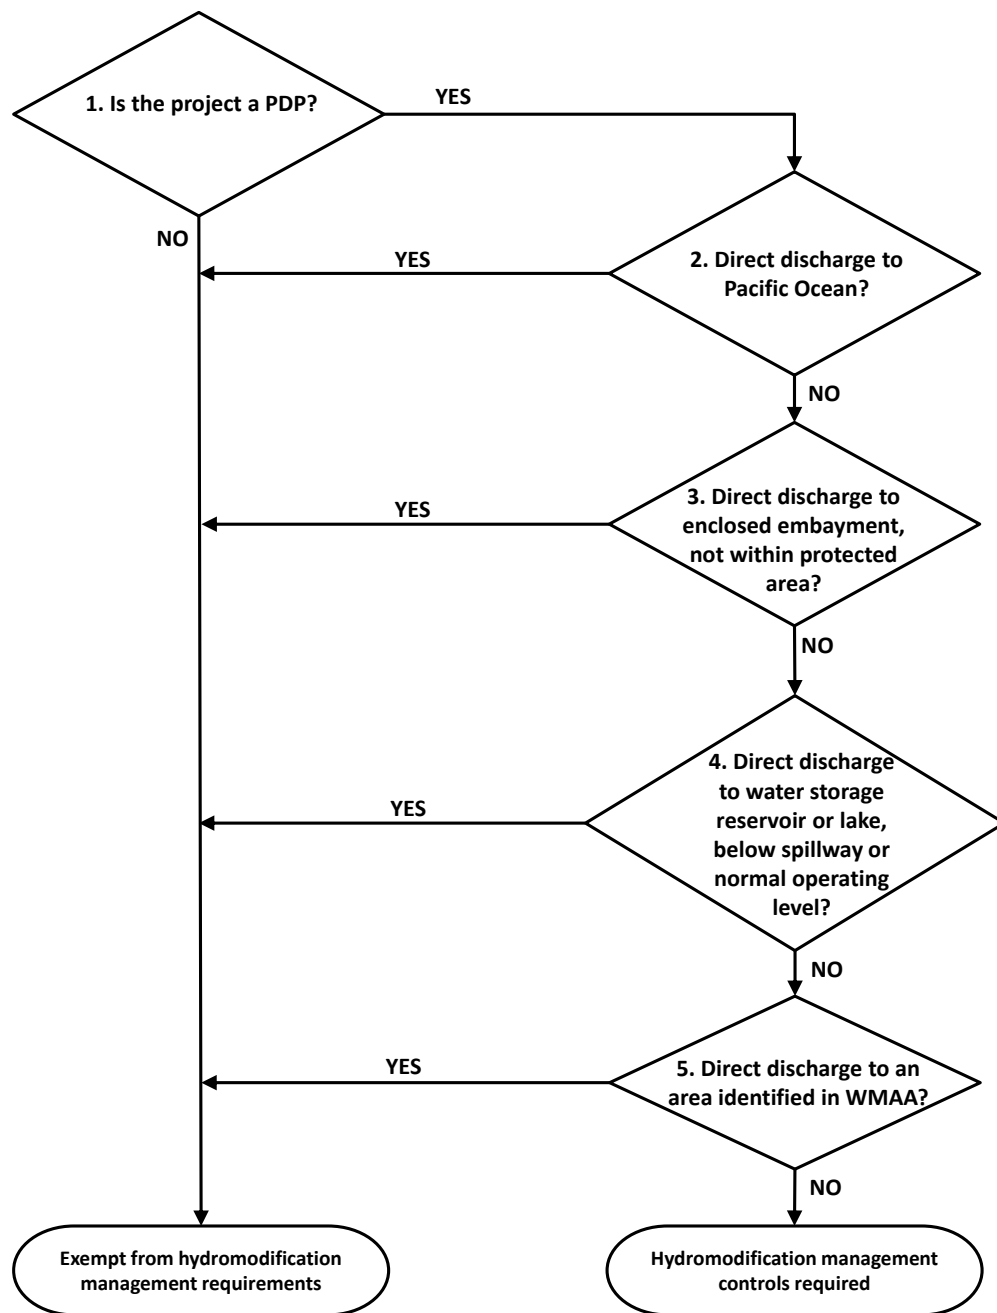 1. Is the project a PDP?
YES
NO
YES
2. Direct discharge to
Pacific Ocean?
NO
YES
3. Direct discharge to
enclosed embayment,
not within protected
area?
NO
YES
4. Direct discharge
to water storage
reservoir or lake,
below spillway or
normal operating
level?
NO
YES
5. Direct discharge to an
area identified in WMAA?
NO
Exempt from hydromodification
management requirements
Hydromodification management
controls required